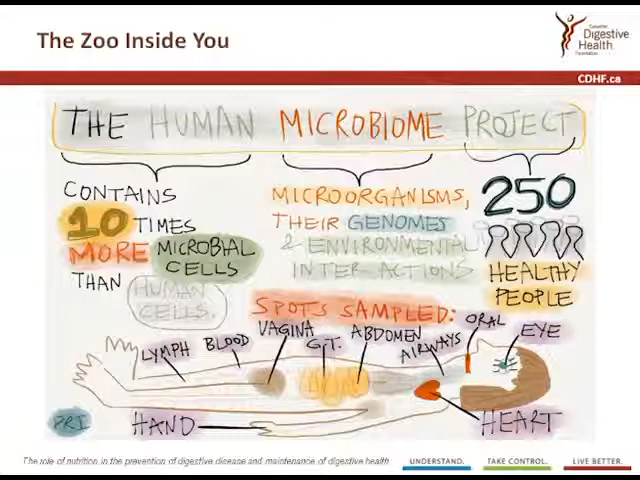 The Zoo Inside You
Canadian
Digestive
Health
Foundation
CDHF.ca
THE HUMAN MICROBIOME PROJECT
CONTAINS
10 TIMES
MORE MICROBIAL
CELLS
THAN HUMAN
CELLS.
MICROORGANISMS,
THEIR GENOMES
& ENVIRONMENTAL
INTERACTIONS
250
HEALTHY
PEOPLE
SPOTS SAMPLED:
LYMPH
BLOOD
VAGINA
G.T.
ABDOMEN
AIRWAYS
ORAL
EYE
HAND
HEART
PRI
The role of nutrition in the prevention of digestive disease and maintenance of digestive health
UNDERSTAND. TAKE CONTROL. LIVE BETTER.